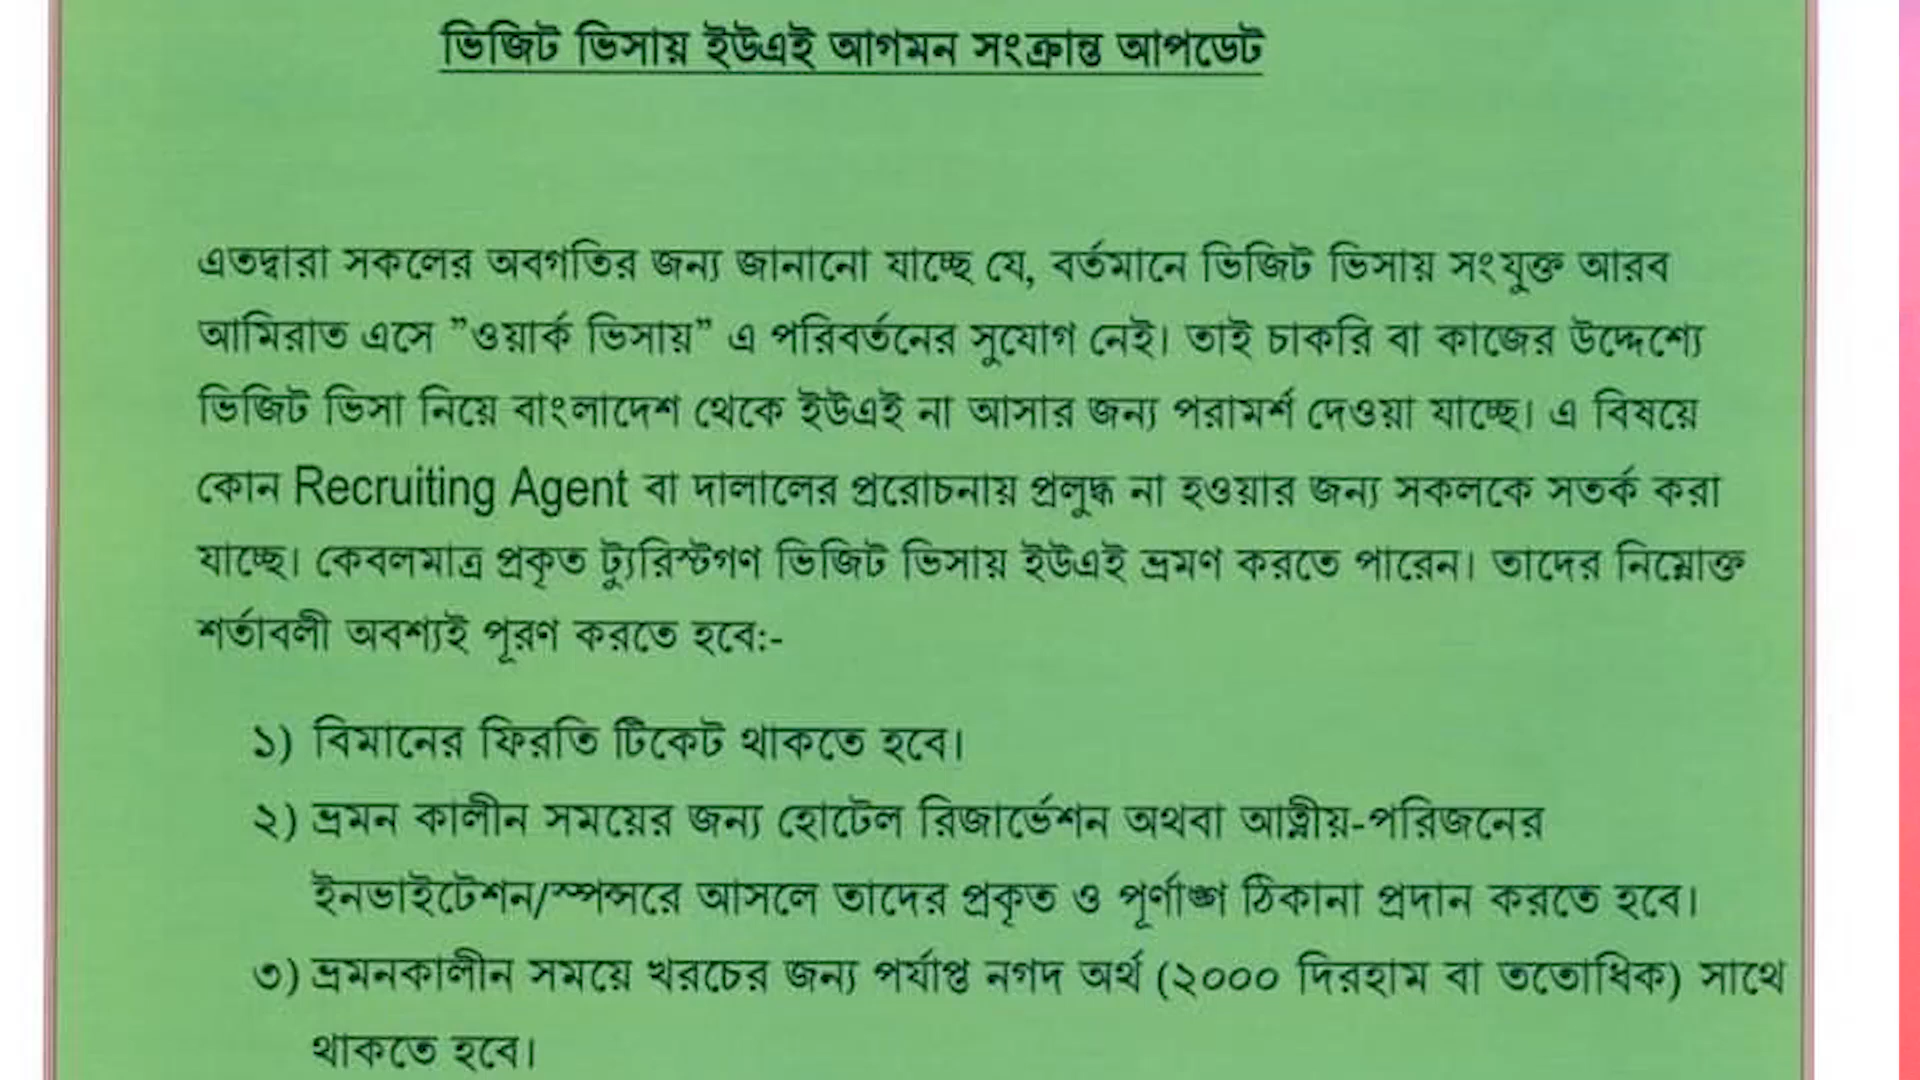 ভিজিট ভিসায় ইউএই আগমন সংক্রান্ত আপডেট
এতদ্বারা সকলের অবগতির জন্য জানানো যাচ্ছে যে, বর্তমানে ভিজিট ভিসায় সংযুক্ত আরব
আমিরাত এসে ”ওয়ার্ক ভিসায়” এ পরিবর্তনের সুযোগ নেই। তাই চাকরি বা কাজের উদ্দেশ্যে
ভিজিট ভিসা নিয়ে বাংলাদেশ থেকে ইউএই না আসার জন্য পরামর্শ দেওয়া যাচ্ছে। এ বিষয়ে
কোন Recruiting Agent বা দালালের প্ররোচনায় প্রলুদ্ধ না হওয়ার জন্য সকলকে সতর্ক করা
যাচ্ছে। কেবলমাত্র প্রকৃত ট্যুরিস্টগণ ভিজিট ভিসায় ইউএই ভ্রমণ করতে পারেন। তাদের নিম্নোক্ত
শর্তাবলী অবশ্যই পূরণ করতে হবে:-
১) বিমানের ফিরতি টিকেট থাকতে হবে।
২) ভ্রমন কালীন সময়ের জন্য হোটেল রিজার্ভেশন অথবা আত্নীয়-পরিজনের
ইনভাইটেশন/স্পন্সরে আসলে তাদের প্রকৃত ও পূর্ণাঙ্গ ঠিকানা প্রদান করতে হবে।
৩) ভ্রমনকালীন সময়ে খরচের জন্য পর্যাপ্ত নগদ অর্থ (২০০০ দিরহাম বা ততোধিক) সাথে
থাকতে হবে।